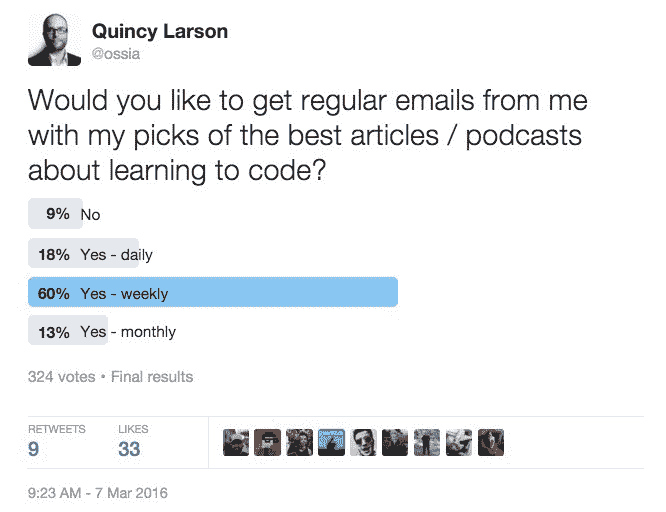 Quincy Larson
@ossia
Would you like to get regular emails from me
with my picks of the best articles / podcasts
about learning to code?
9% No
18% Yes - daily
60% Yes - weekly
13% Yes - monthly
324 votes • Final results
RETWEETS LIKES
9 33
9:23 AM - 7 Mar 2016